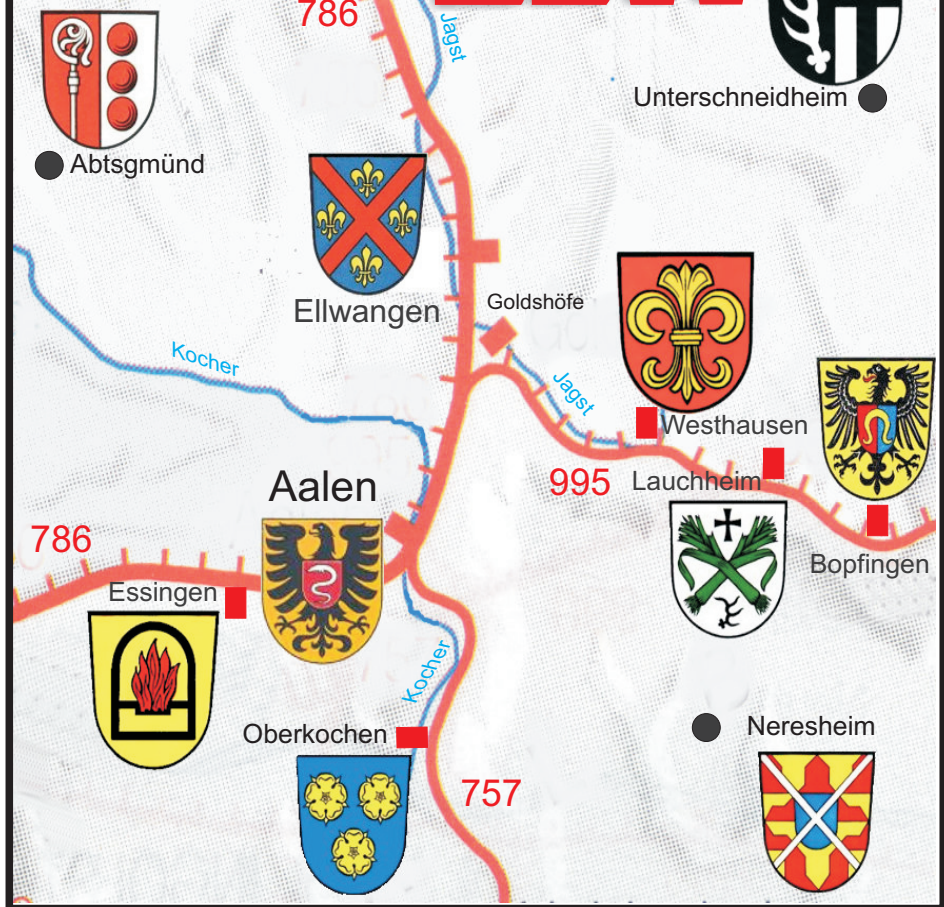 786
Jagst
Unterschneidheim
Abtsgmünd
Ellwangen
Goldshöfe
Kocher
Jagst
Westhausen
995
Lauchheim
Aalen
786
Bopfingen
Essingen
Kocher
Neresheim
Oberkochen
757